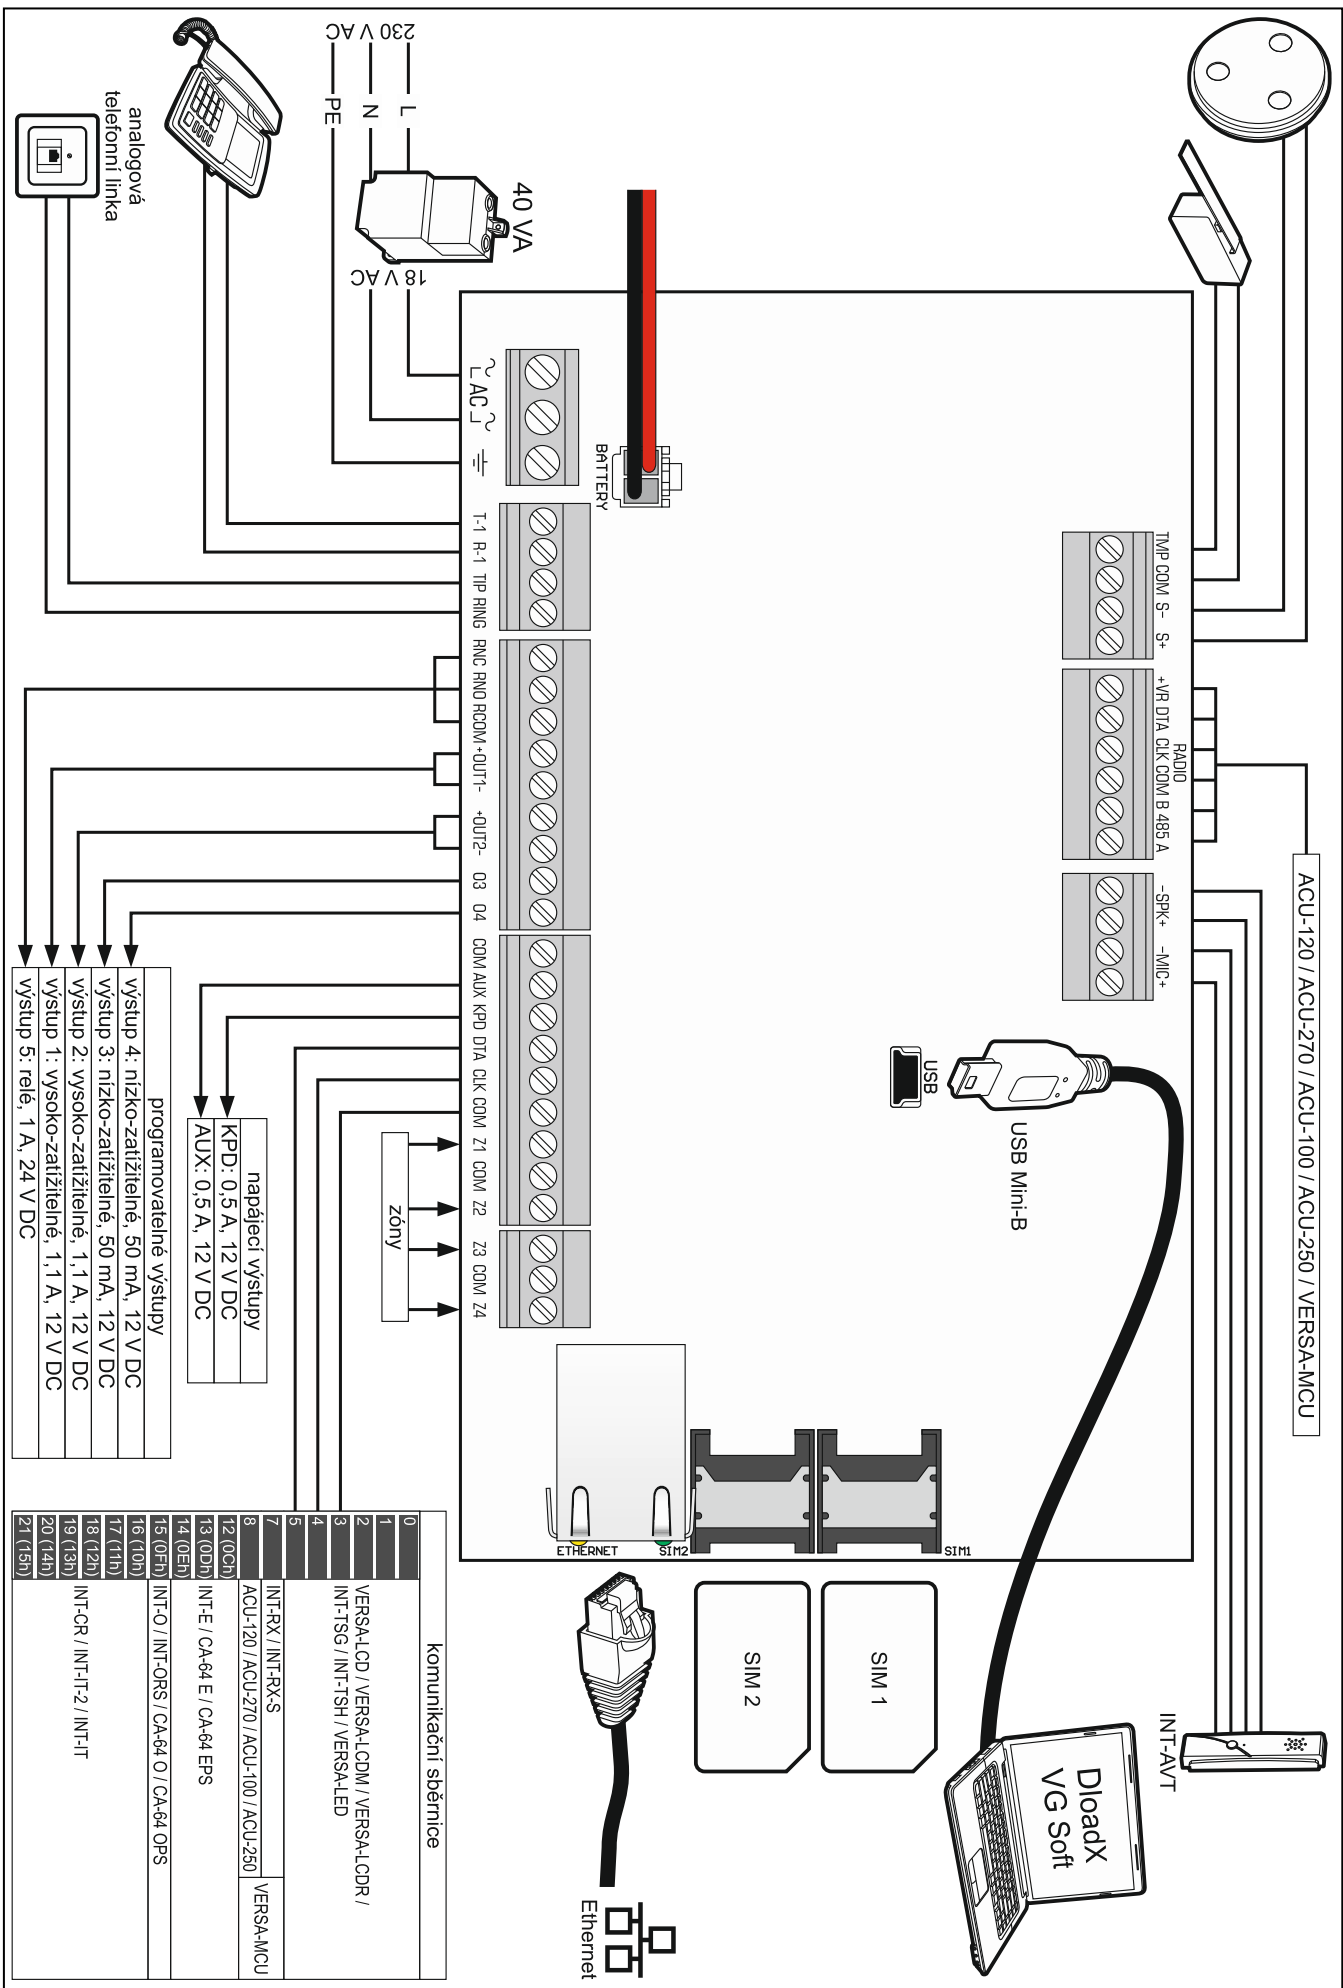 230 V AC
L
N
PE
40 VA
18 V AC
analogová
telefonní linka
BATTERY
AC
T-1 R-1 TIP RING
RNC RNO RCOM +OUT1- +OUT2- O3 O4
COM AUX KPD DTA CLK COM Z1 COM Z2
Z3 COM Z4
zóny
TMP COM S- S+
RADIO
+VR DTA CLK COM B 485 A
-SPK+ -MIC+
ACU-120 / ACU-270 / ACU-100 / ACU-250 / VERSA-MCU
USB
USB Mini-B
INT-AVT
DloadX
VG Soft
SIM1
SIM2
ETHERNET
SIM 1
SIM 2
Ethernet
napájecí výstupy
KPD: 0,5 A, 12 V DC
AUX: 0,5 A, 12 V DC
programovatelné výstupy
výstup 4: nízko-zatížitelné, 50 mA, 12 V DC
výstup 3: nízko-zatížitelné, 50 mA, 12 V DC
výstup 2: vysoko-zatížitelné, 1,1 A, 12 V DC
výstup 1: vysoko-zatížitelné, 1,1 A, 12 V DC
výstup 5: relé, 1 A, 24 V DC
komunikační sběrnice
0
1
2
3
4
5
VERSA-LCD / VERSA-LCDM / VERSA-LCDR /
INT-TSG / INT-TSH / VERSA-LED
7 INT-RX / INT-RX-S
8 ACU-120 / ACU-270 / ACU-100 / ACU-250
VERSA-MCU
12 (0Ch)
13 (0Dh)
14 (0Eh)
INT-E / CA-64 E / CA-64 EPS
15 (0Fh) INT-O / INT-ORS / CA-64 O / CA-64 OPS
16 (10h)
17 (11h)
18 (12h)
19 (13h)
20 (14h)
21 (15h)
INT-CR / INT-IT-2 / INT-IT